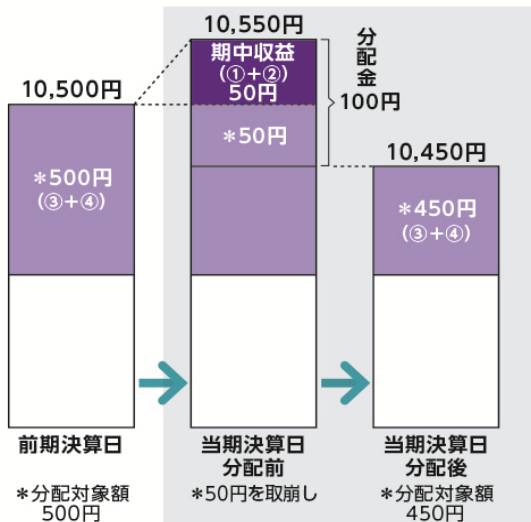 10,500円
＊500円
(③+④)
前期決算日
＊分配対象額
500円
10,550円
期中収益
(①+②)
50円
＊50円
分配金
100円
当期決算日
分配前
＊50円を取崩し
10,450円
＊450円
(③+④)
当期決算日
分配後
＊分配対象額
450円